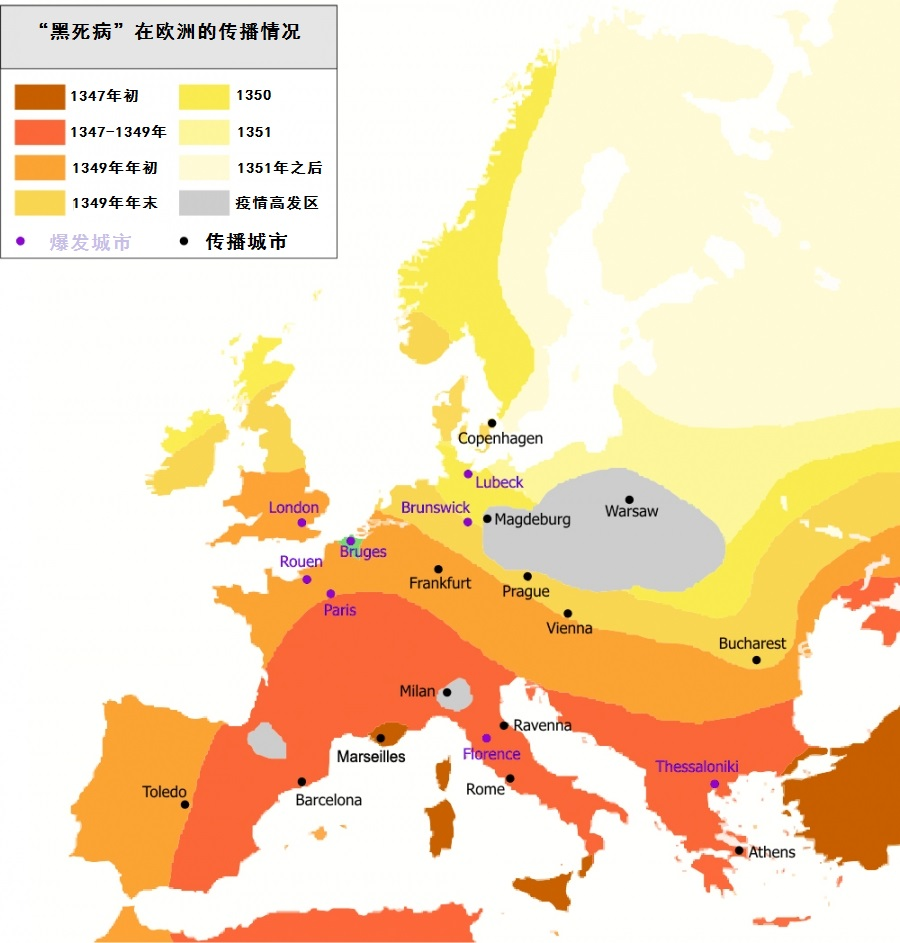 “黑死病”在欧洲的传播情况
1347年初
1350
1347-1349年
1351
1349年年初
1351年之后
1349年年末
疫情高发区
爆发城市
传播城市
Copenhagen
Lubeck
Brunswick
Magdeburg
Warsaw
London
Bruges
Rouen
Frankfurt
Prague
Paris
Vienna
Bucharest
Milan
Ravenna
Marseilles
Florence
Thessaloniki
Toledo
Rome
Barcelona
Athens